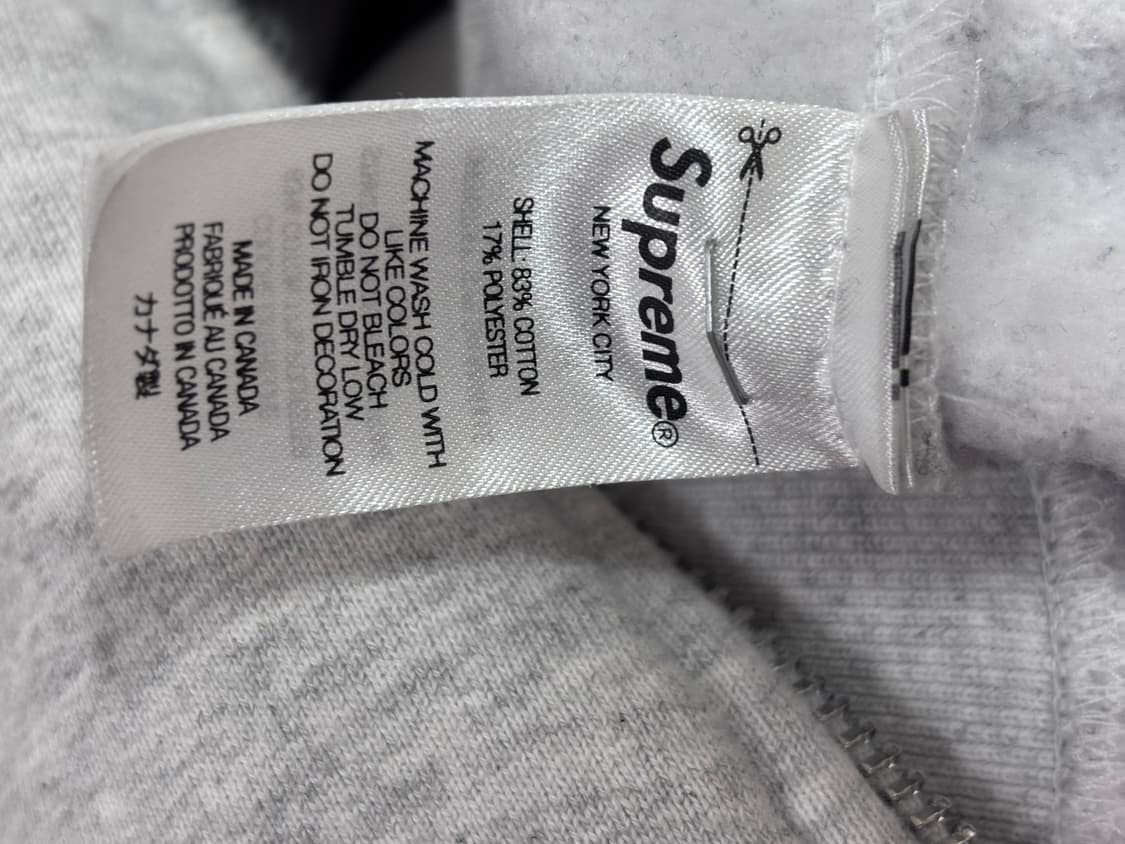 Supreme®
NEW YORK CITY
SHELL: 83% COTTON
17% POLYESTER
MACHINE WASH COLD WITH
LIKE COLORS
DO NOT BLEACH
TUMBLE DRY LOW
DO NOT IRON DECORATION
MADE IN CANADA
FABRIQUÉ AU CANADA
PRODOTTO IN CANADA
カナダ製